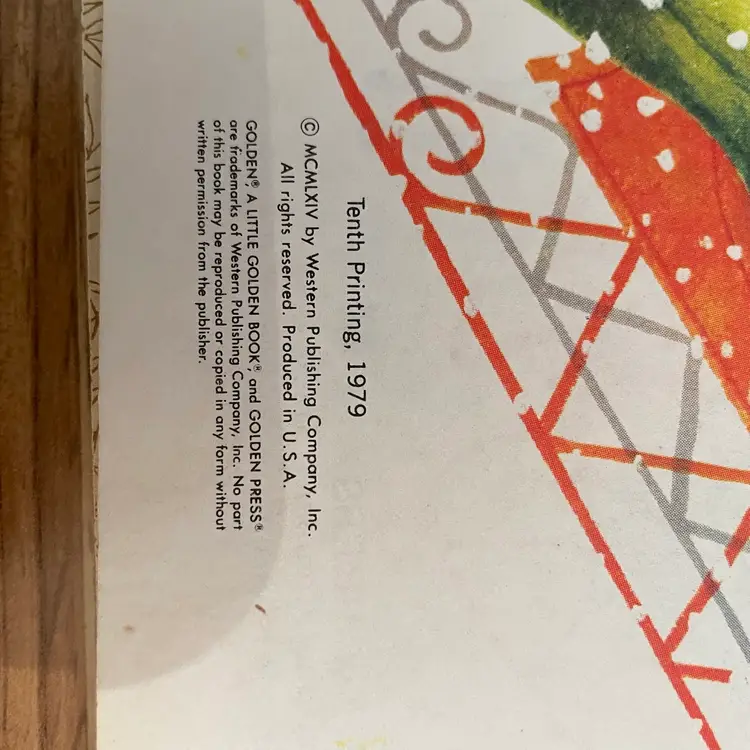 Tenth Printing, 1979
© MCMLXIV by Western Publishing Company, Inc.
All rights reserved. Produced in U.S.A.
GOLDEN®, A LITTLE GOLDEN BOOK®, and GOLDEN PRESS®
are trademarks of Western Publishing Company, Inc. No part
of this book may be reproduced or copied in any form without
written permission from the publisher.